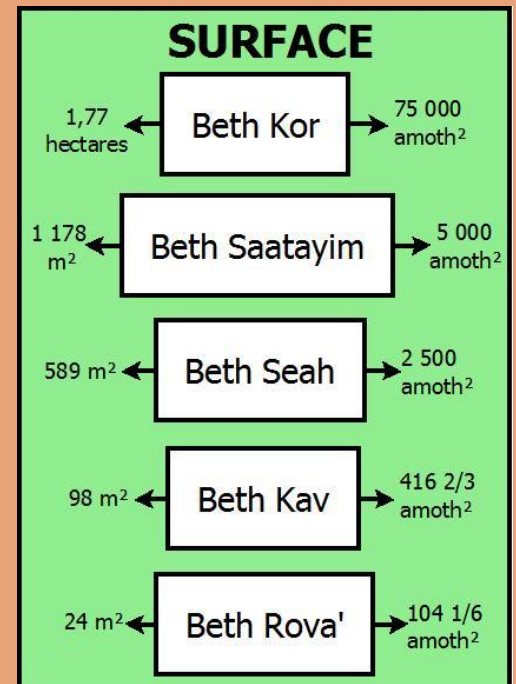 SURFACE
1,77
hectares
Beth Kor
75 000
amoth²
1 178
m²
Beth Saatayim
5 000
amoth²
589 m²
Beth Seah
2 500
amoth²
98 m²
Beth Kav
416 2/3
amoth²
24 m²
Beth Rova'
104 1/6
amoth²